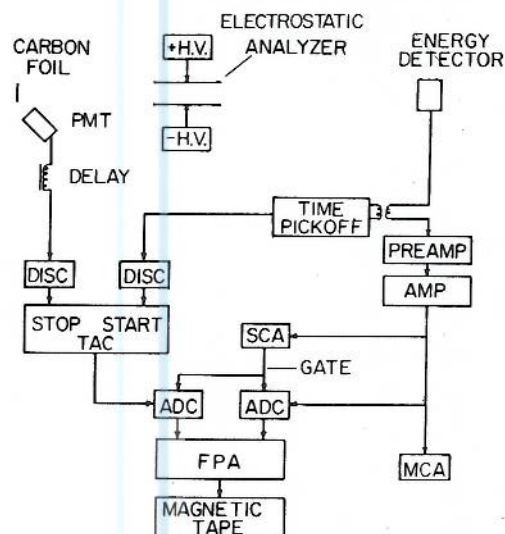 ELECTROSTATIC
ANALYZER
CARBON
FOIL
+H.V.
ENERGY
DETECTOR
PMT
-H.V.
DELAY
TIME
PICKOFF
PREAMP
DISC
DISC
AMP
STOP START
TAC
SCA
GATE
ADC
ADC
FPA
MCA
MAGNETIC
TAPE